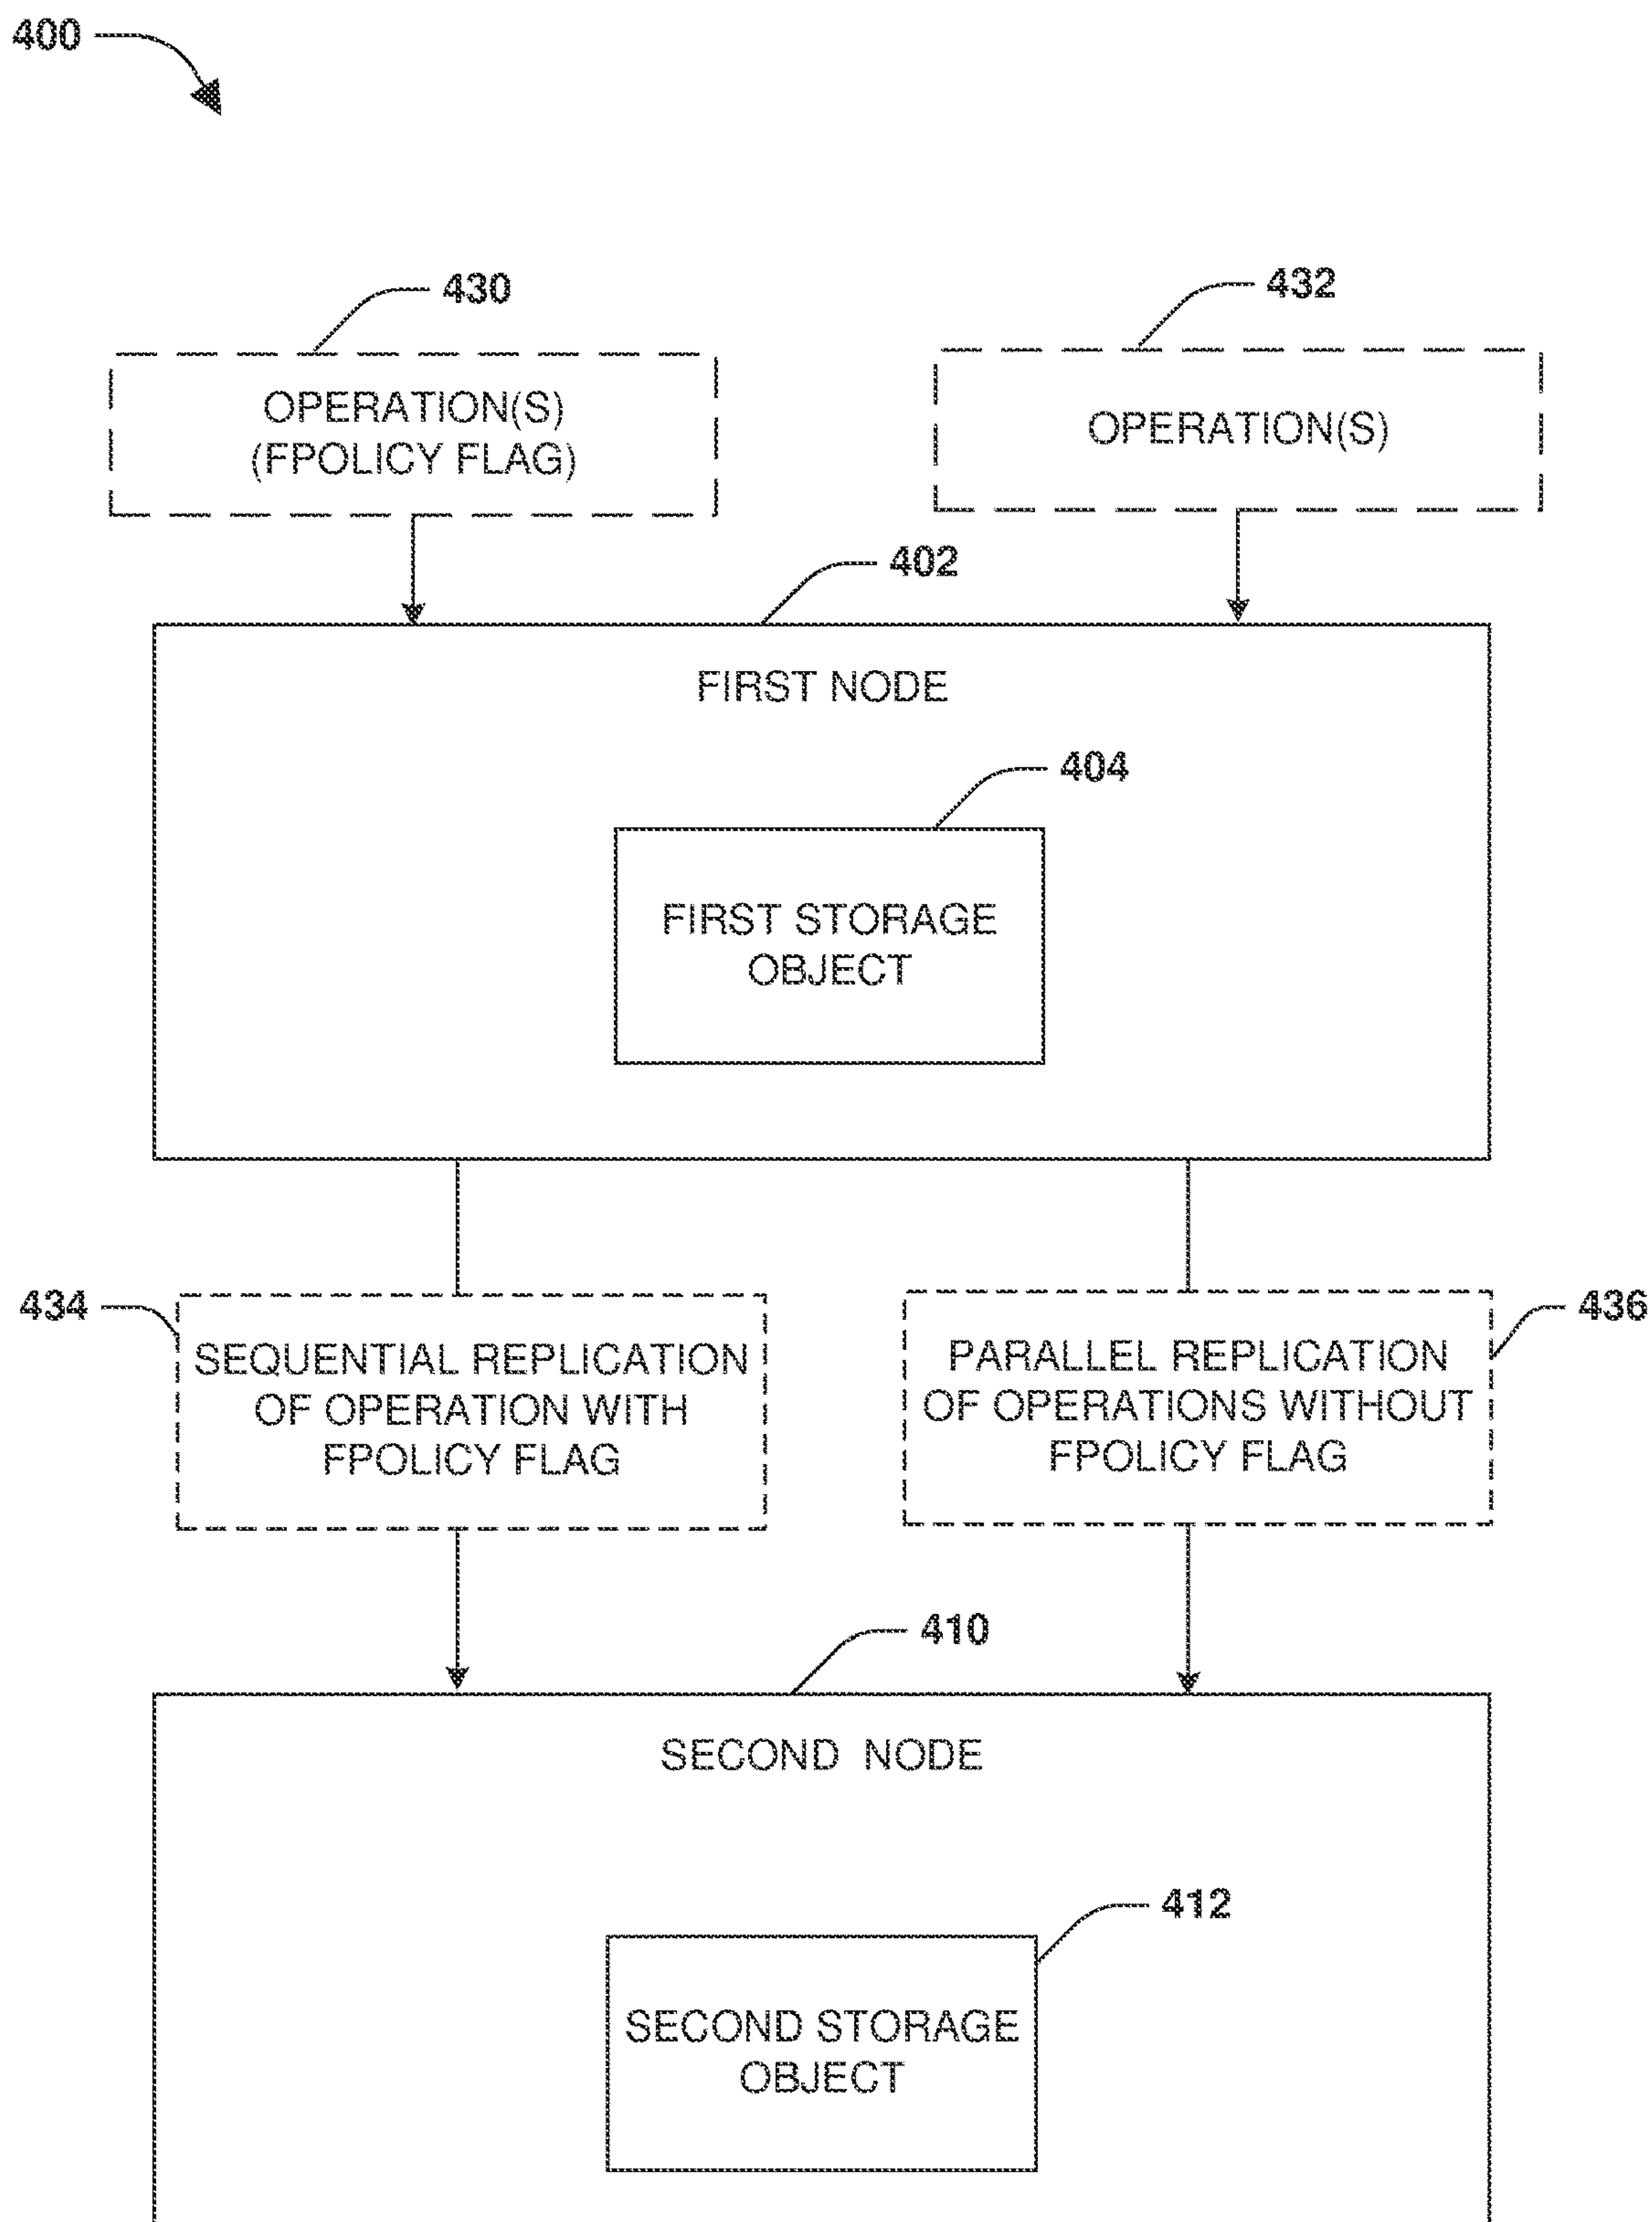 400
430
432
OPERATION(S)
(FPOLICY FLAG)
OPERATION(S)
402
FIRST NODE
404
FIRST STORAGE
OBJECT
434
SEQUENTIAL REPLICATION
OF OPERATION WITH
FPOLICY FLAG
PARALLEL REPLICATION
OF OPERATIONS WITHOUT
FPOLICY FLAG
436
410
SECOND NODE
412
SECOND STORAGE
OBJECT